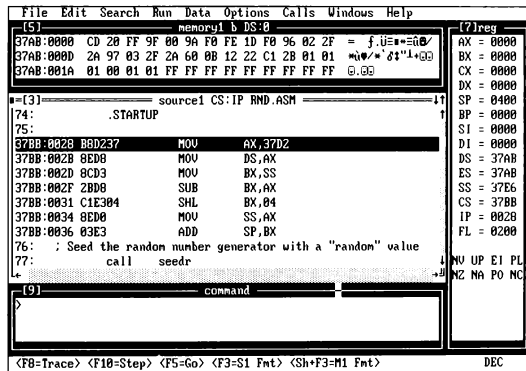 File Edit Search Run Data Options Calls Windows Help
[5] memory1 b DS:0
37AB:0000 CD 20 FF 9F 00 9A F0 FE 1D F0 96 02 2F
37AB:000D 2A 97 03 2F 2A 60 0B 12 22 C1 2B 01 01
37AB:001A 01 00 01 01 FF FF FF FF FF FF FF FF FF
[3] source1 CS:IP RND.ASM
74: .STARTUP
75:
37BB:0028 B8D237 MOV AX,37D2
37BB:002B 8ED8 MOV DS,AX
37BB:002D 8CD3 MOV BX,SS
37BB:002F 2BD8 SUB BX,AX
37BB:0031 C1E304 SHL BX,04
37BB:0034 8ED0 MOV SS,AX
37BB:0036 03E3 ADD SP,BX
76: ; Seed the random number generator with a "random" value
77: call seedr
[9] command
>
[7]reg
AX = 0000
BX = 0000
CX = 0000
DX = 0000
SP = 0400
BP = 0000
SI = 0000
DI = 0000
DS = 37AB
ES = 37AB
SS = 37E6
CS = 37BB
IP = 0028
FL = 0200
NV UP EI PL
NZ NA PO NC
<F8=Trace> <F10=Step> <F5=Go> <F3=S1 Fmt> <Sh+F3=M1 Fmt> DEC